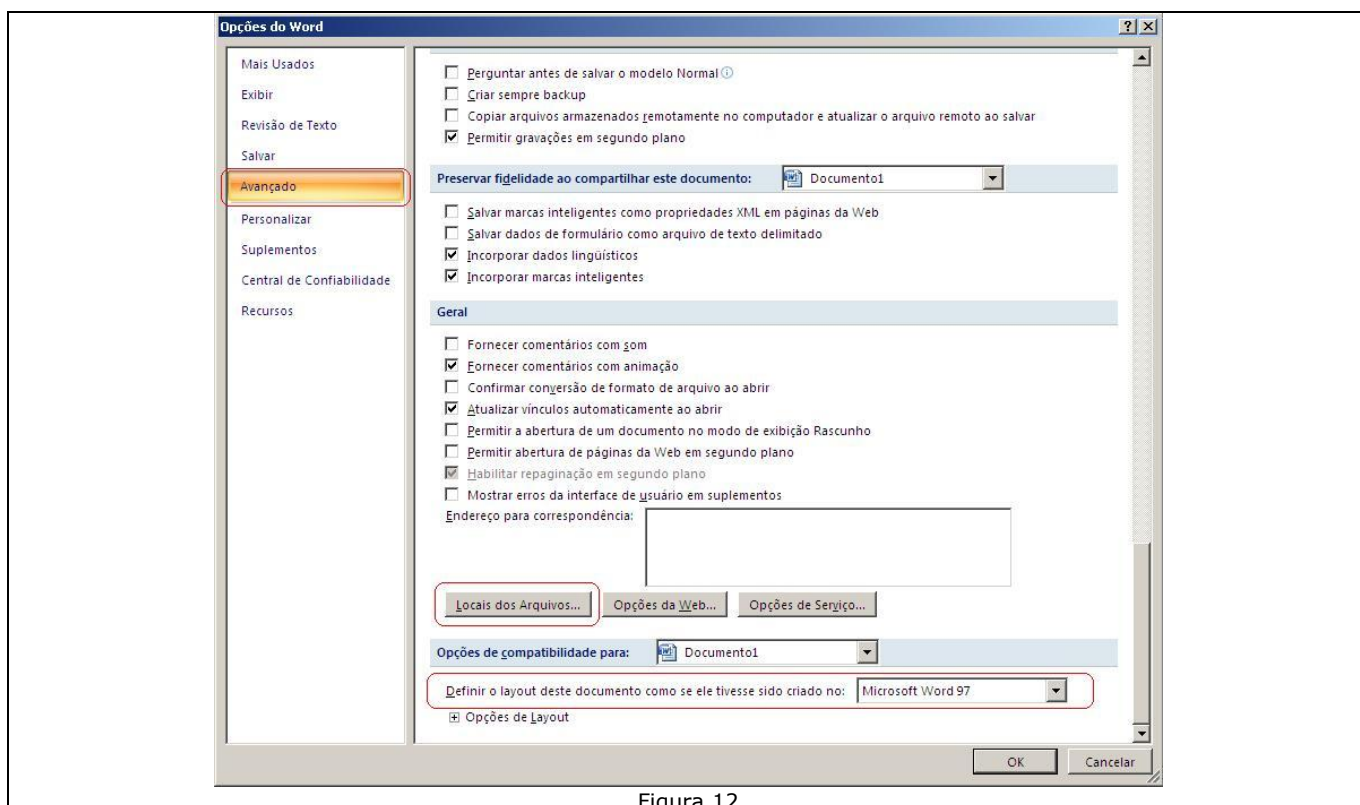 Opções do Word
Mais Usados
Exibir
Revisão de Texto
Salvar
Avançado
Personalizar
Suplementos
Central de Confiabilidade
Recursos
Perguntar antes de salvar o modelo Normal
Criar sempre backup
Copiar arquivos armazenados remotamente no computador e atualizar o arquivo remoto ao salvar
Permitir gravações em segundo plano
Preservar fidelidade ao compartilhar este documento: Documento1
Salvar marcas inteligentes como propriedades XML em páginas da Web
Salvar dados de formulário como arquivo de texto delimitado
Incorporar dados lingüísticos
Incorporar marcas inteligentes
Geral
Fornecer comentários com som
Fornecer comentários com animação
Confirmar conversão de formato de arquivo ao abrir
Atualizar vínculos automaticamente ao abrir
Permitir a abertura de um documento no modo de exibição Rascunho
Permitir abertura de páginas da Web em segundo plano
Habilitar repaginação em segundo plano
Mostrar erros da interface de usuário em suplementos
Endereço para correspondência:
Locais dos Arquivos... Opções da Web... Opções de Serviço...
Opções de compatibilidade para: Documento1
Definir o layout deste documento como se ele tivesse sido criado no: Microsoft Word 97
Opções de Layout
OK Cancelar
Figura 12